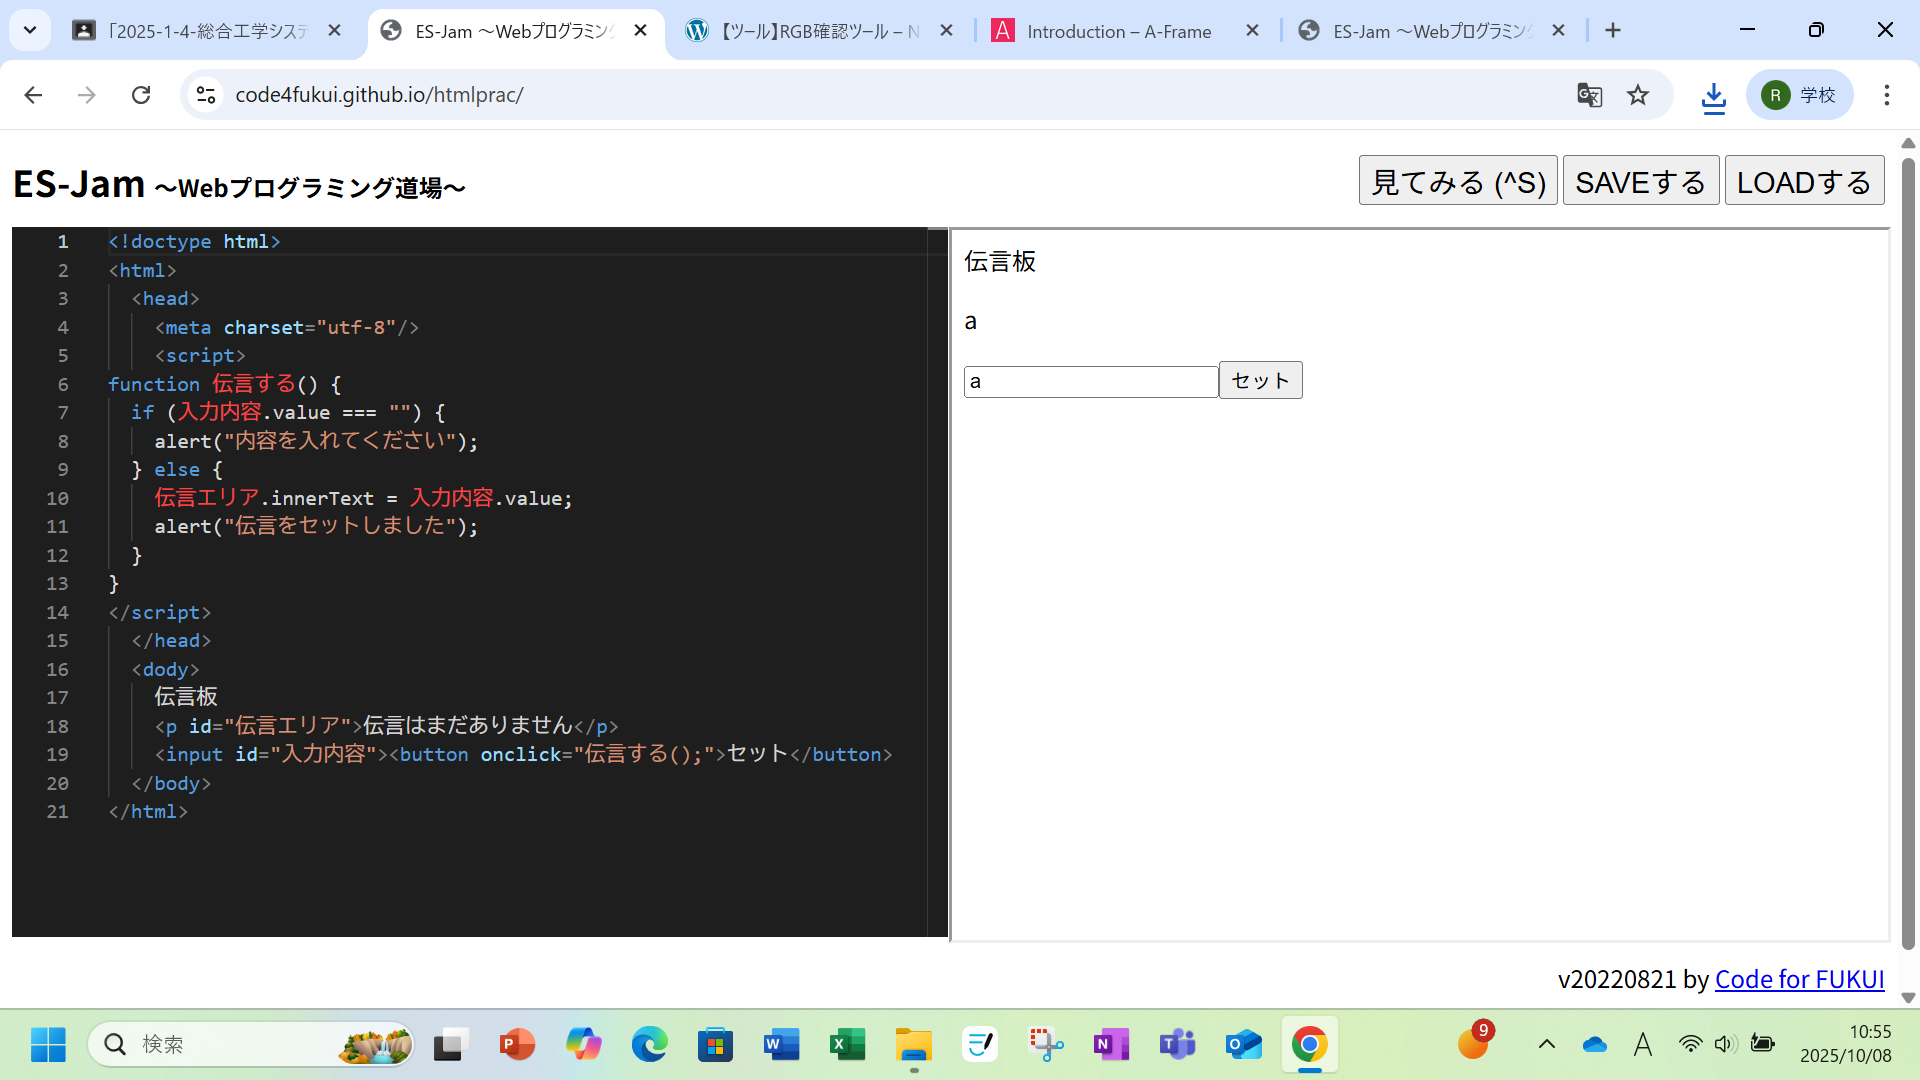 「2025-1-4-総合工学システ
ES-Jam ～Webプログラミング
【ツール】RGB確認ツール – N
Introduction – A-Frame
ES-Jam ～Webプログラミング
code4fukui.github.io/htmlprac/
R 学校
ES-Jam ～Webプログラミング道場～
見てみる (^S)
SAVEする
LOADする
1 <!doctype html>
2 <html>
3 <head>
4 <meta charset="utf-8"/>
5 <script>
6 function 伝言する() {
7 if (入力内容.value === "") {
8 alert("内容を入れてください");
9 } else {
10 伝言エリア.innerText = 入力内容.value;
11 alert("伝言をセットしました");
12 }
13 }
14 </script>
15 </head>
16 <dody>
17 伝言板
18 <p id="伝言エリア">伝言はまだありません</p>
19 <input id="入力内容"><button onclick="伝言する();">セット</button>
20 </body>
21 </html>
伝言板
a
a セット
v20220821 by Code for FUKUI
検索
9
A
10:55
2025/10/08